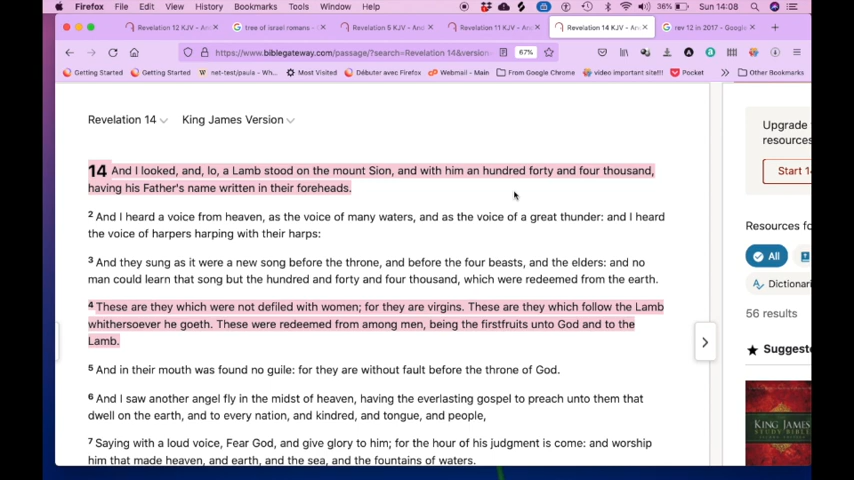 Firefox File Edit View History Bookmarks Tools Window Help 36% Sun 14:08
Revelation 12 KJV - An tree of israel romans - Revelation 5 KJV - And Revelation 11 KJV - An Revelation 14 KJV - An rev 12 in 2017 - Google
https://www.biblegateway.com/passage/?search=Revelation 14&version 67%
Getting Started Getting Started net-test/paula - Wh... Most Visited Débuter avec Firefox Webmail - Main From Google Chrome video important site!!! Pocket Other Bookmarks
Revelation 14 King James Version
Upgrade
resources
Start 1
14 And I looked, and, lo, a Lamb stood on the mount Sion, and with him an hundred forty and four thousand,
having his Father's name written in their foreheads.
2 And I heard a voice from heaven, as the voice of many waters, and as the voice of a great thunder: and I heard
the voice of harpers harping with their harps:
3 And they sung as it were a new song before the throne, and before the four beasts, and the elders: and no
man could learn that song but the hundred and forty and four thousand, which were redeemed from the earth.
4 These are they which were not defiled with women; for they are virgins. These are they which follow the Lamb
whithersoever he goeth. These were redeemed from among men, being the firstfruits unto God and to the
Lamb.
5 And in their mouth was found no guile: for they are without fault before the throne of God.
6 And I saw another angel fly in the midst of heaven, having the everlasting gospel to preach unto them that
dwell on the earth, and to every nation, and kindred, and tongue, and people,
7 Saying with a loud voice, Fear God, and give glory to him; for the hour of his judgment is come: and worship
him that made heaven, and earth, and the sea, and the fountains of waters.
Resources fo
All
Dictionari
56 results
Suggest
KING JAMES
STUDY BIBLE